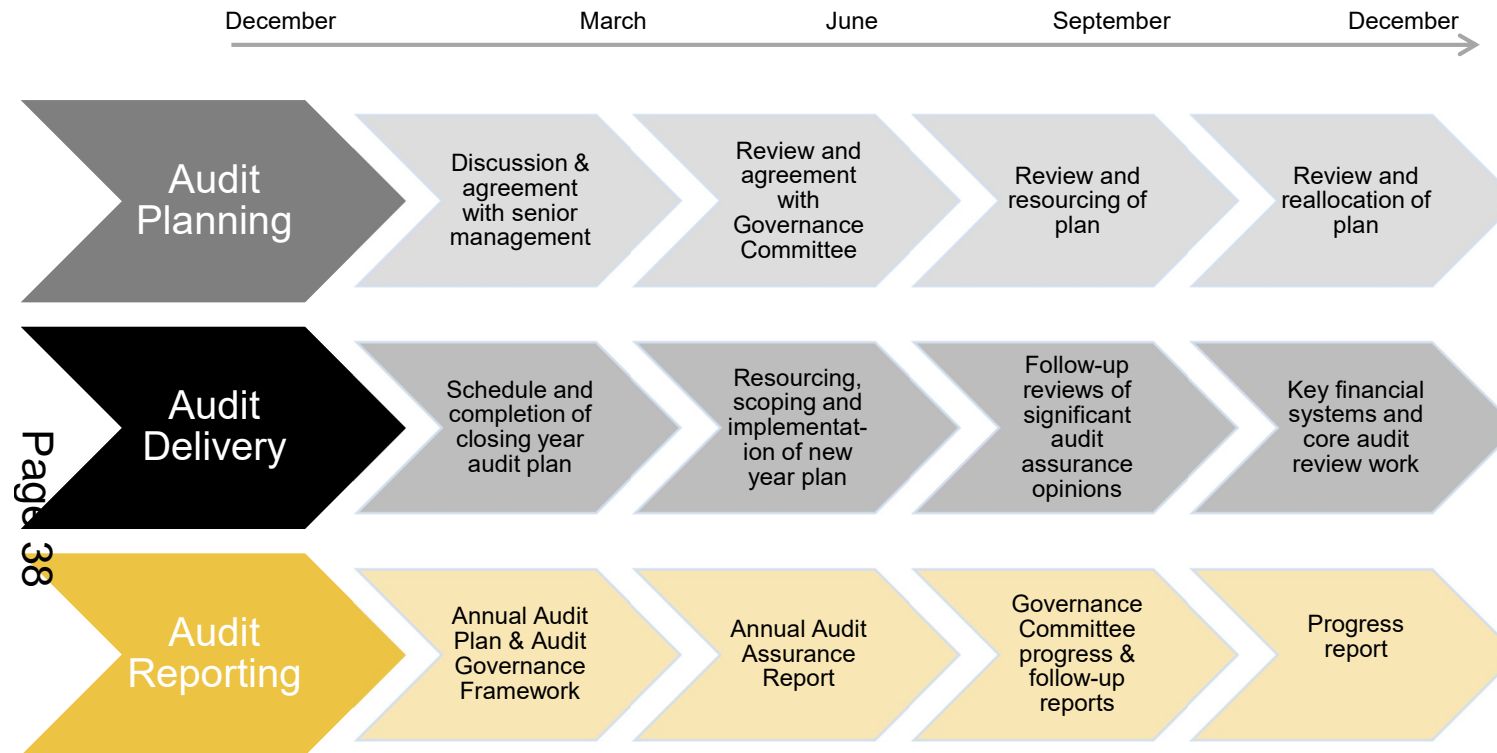 December March June September December
Audit
Planning
Discussion &
agreement
with senior
management
Review and
agreement
with
Governance
Committee
Review and
resourcing of
plan
Review and
reallocation of
plan
Audit
Delivery
Schedule and
completion of
closing year
audit plan
Resourcing,
scoping and
implementat-
ion of new
year plan
Follow-up
reviews of
significant
audit
assurance
opinions
Key financial
systems and
core audit
review work
Page 38
Audit
Reporting
Annual Audit
Plan & Audit
Governance
Framework
Annual Audit
Assurance
Report
Governance
Committee
progress &
follow-up
reports
Progress
report